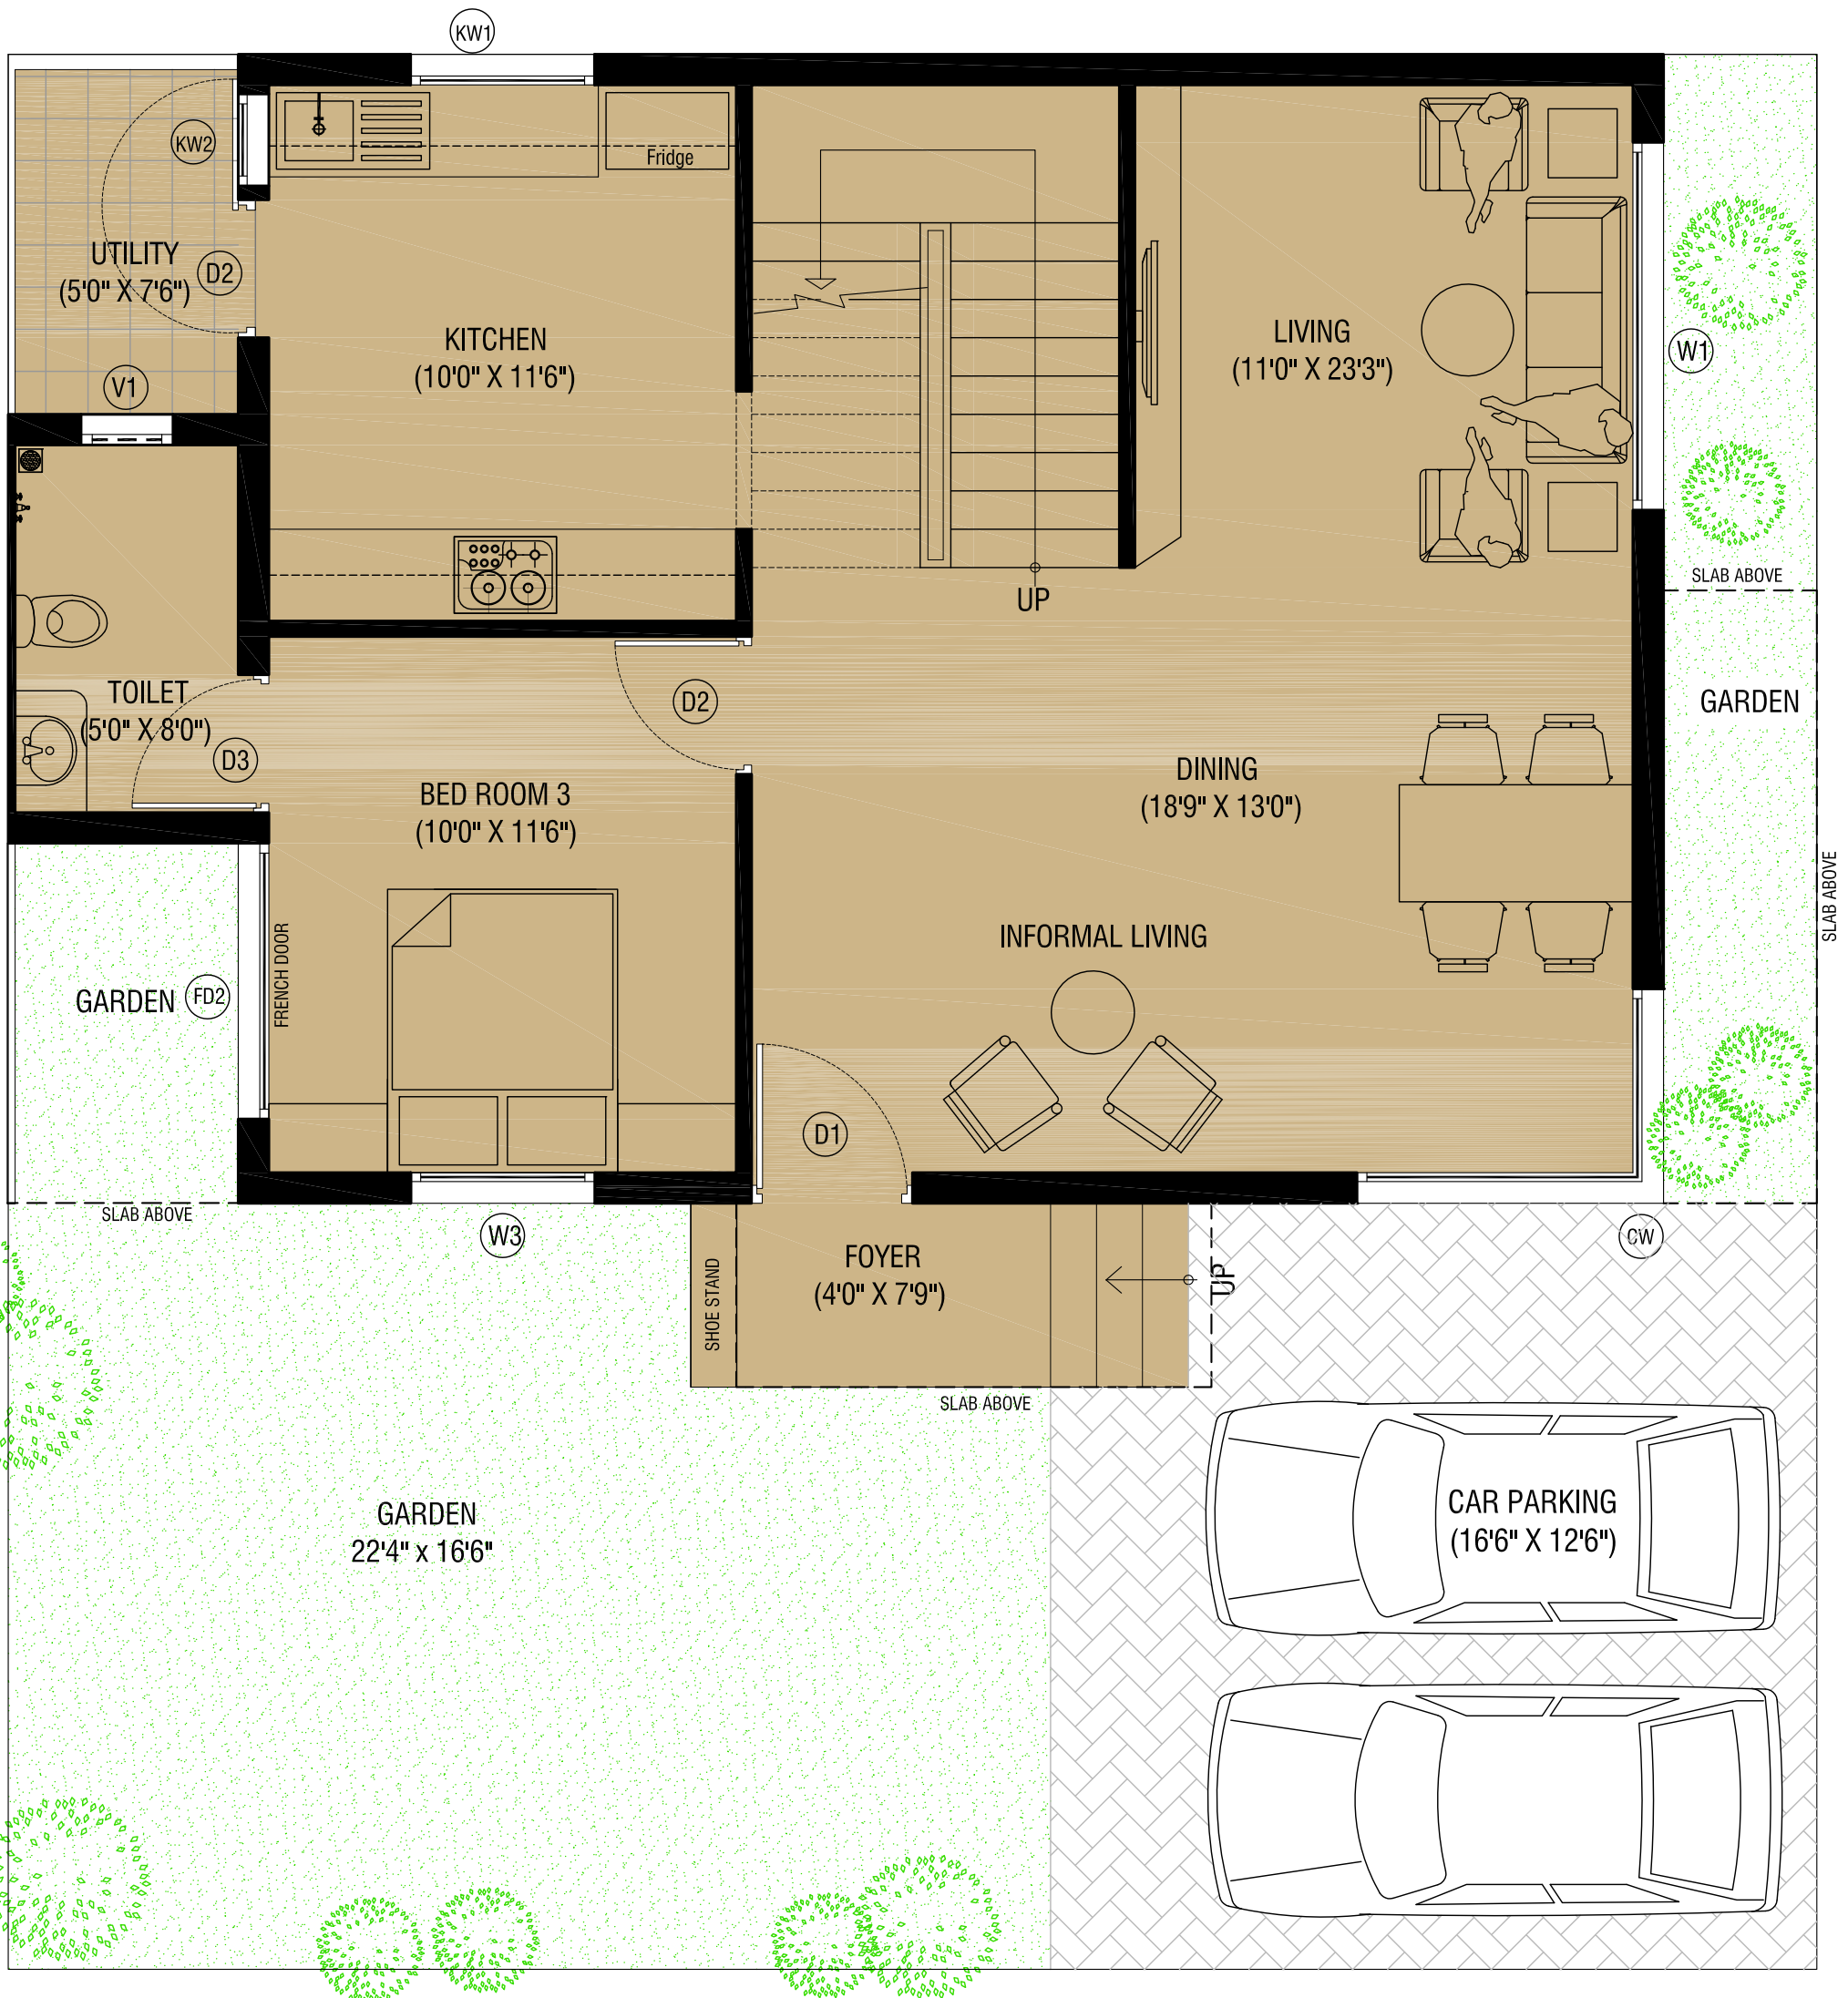 KW1
KW2
Fridge
UTILITY
(5'0" X 7'6")
D2
KITCHEN
(10'0" X 11'6")
LIVING
(11'0" X 23'3")
W1
V1
SLAB ABOVE
UP
TOILET
(5'0" X 8'0")
D3
D2
GARDEN
BED ROOM 3
(10'0" X 11'6")
DINING
(18'9" X 13'0")
SLAB ABOVE
INFORMAL LIVING
GARDEN
FD2
FRENCH DOOR
D1
SLAB ABOVE
W3
SHOE STAND
FOYER
(4'0" X 7'9")
UP
CW
SLAB ABOVE
GARDEN
22'4" x 16'6"
CAR PARKING
(16'6" X 12'6")